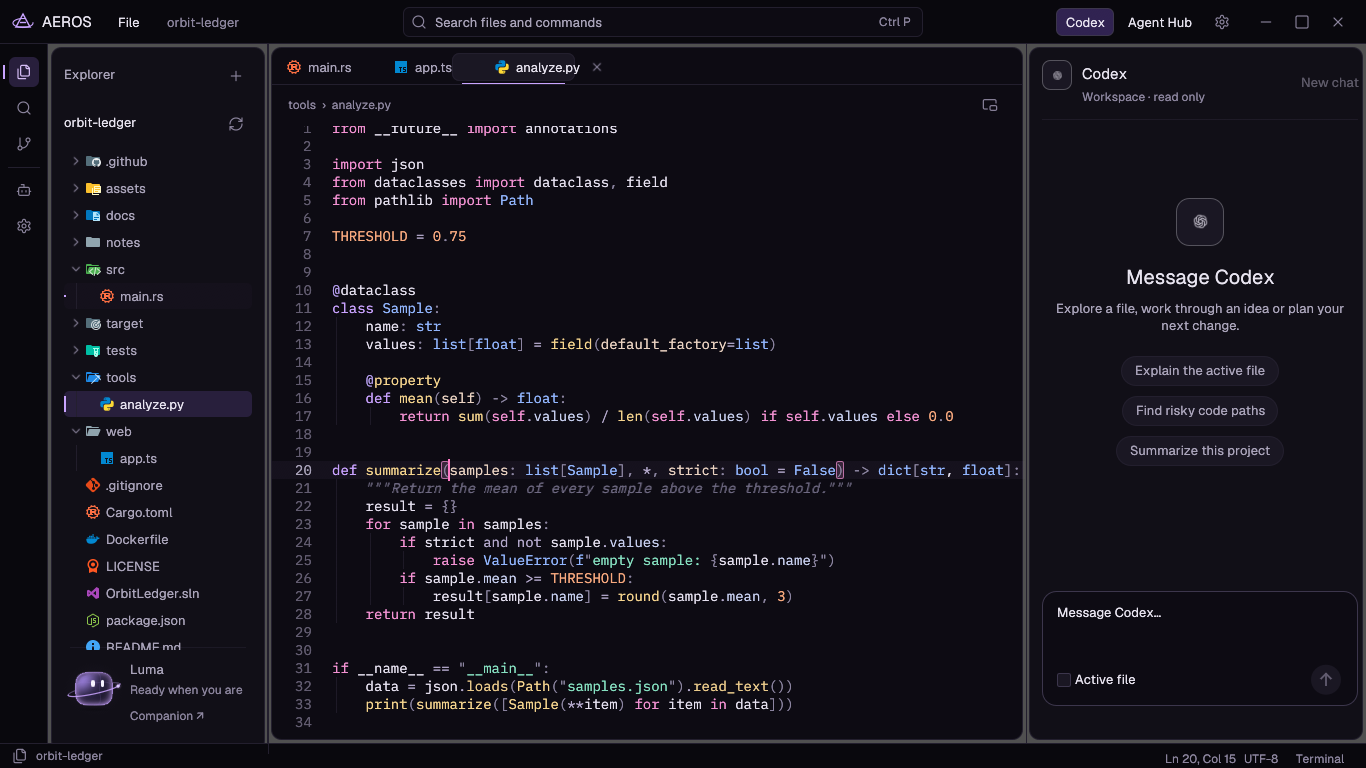 AEROS File orbit-ledger Search files and commands Ctrl P Codex Agent Hub
Explorer
orbit-ledger
.github
assets
docs
notes
src
main.rs
target
tests
tools
analyze.py
web
app.ts
.gitignore
Cargo.toml
Dockerfile
LICENSE
OrbitLedger.sln
package.json
README.md
Luma
Ready when you are
Companion ↗
main.rs app.ts analyze.py
tools › analyze.py
1 from __future__ import annotations
2
3 import json
4 from dataclasses import dataclass, field
5 from pathlib import Path
6
7 THRESHOLD = 0.75
8
9
10 @dataclass
11 class Sample:
12     name: str
13     values: list[float] = field(default_factory=list)
14
15     @property
16     def mean(self) -> float:
17         return sum(self.values) / len(self.values) if self.values else 0.0
18
19
20 def summarize(samples: list[Sample], *, strict: bool = False) -> dict[str, float]:
21     """Return the mean of every sample above the threshold."""
22     result = {}
23     for sample in samples:
24         if strict and not sample.values:
25             raise ValueError(f"empty sample: {sample.name}")
26         if sample.mean >= THRESHOLD:
27             result[sample.name] = round(sample.mean, 3)
28     return result
29
30
31 if __name__ == "__main__":
32     data = json.loads(Path("samples.json").read_text())
33     print(summarize([Sample(**item) for item in data]))
34
Codex
Workspace · read only
New chat
Message Codex
Explore a file, work through an idea or plan your
next change.
Explain the active file
Find risky code paths
Summarize this project
Message Codex…
Active file
orbit-ledger Ln 20, Col 15 UTF-8 Terminal